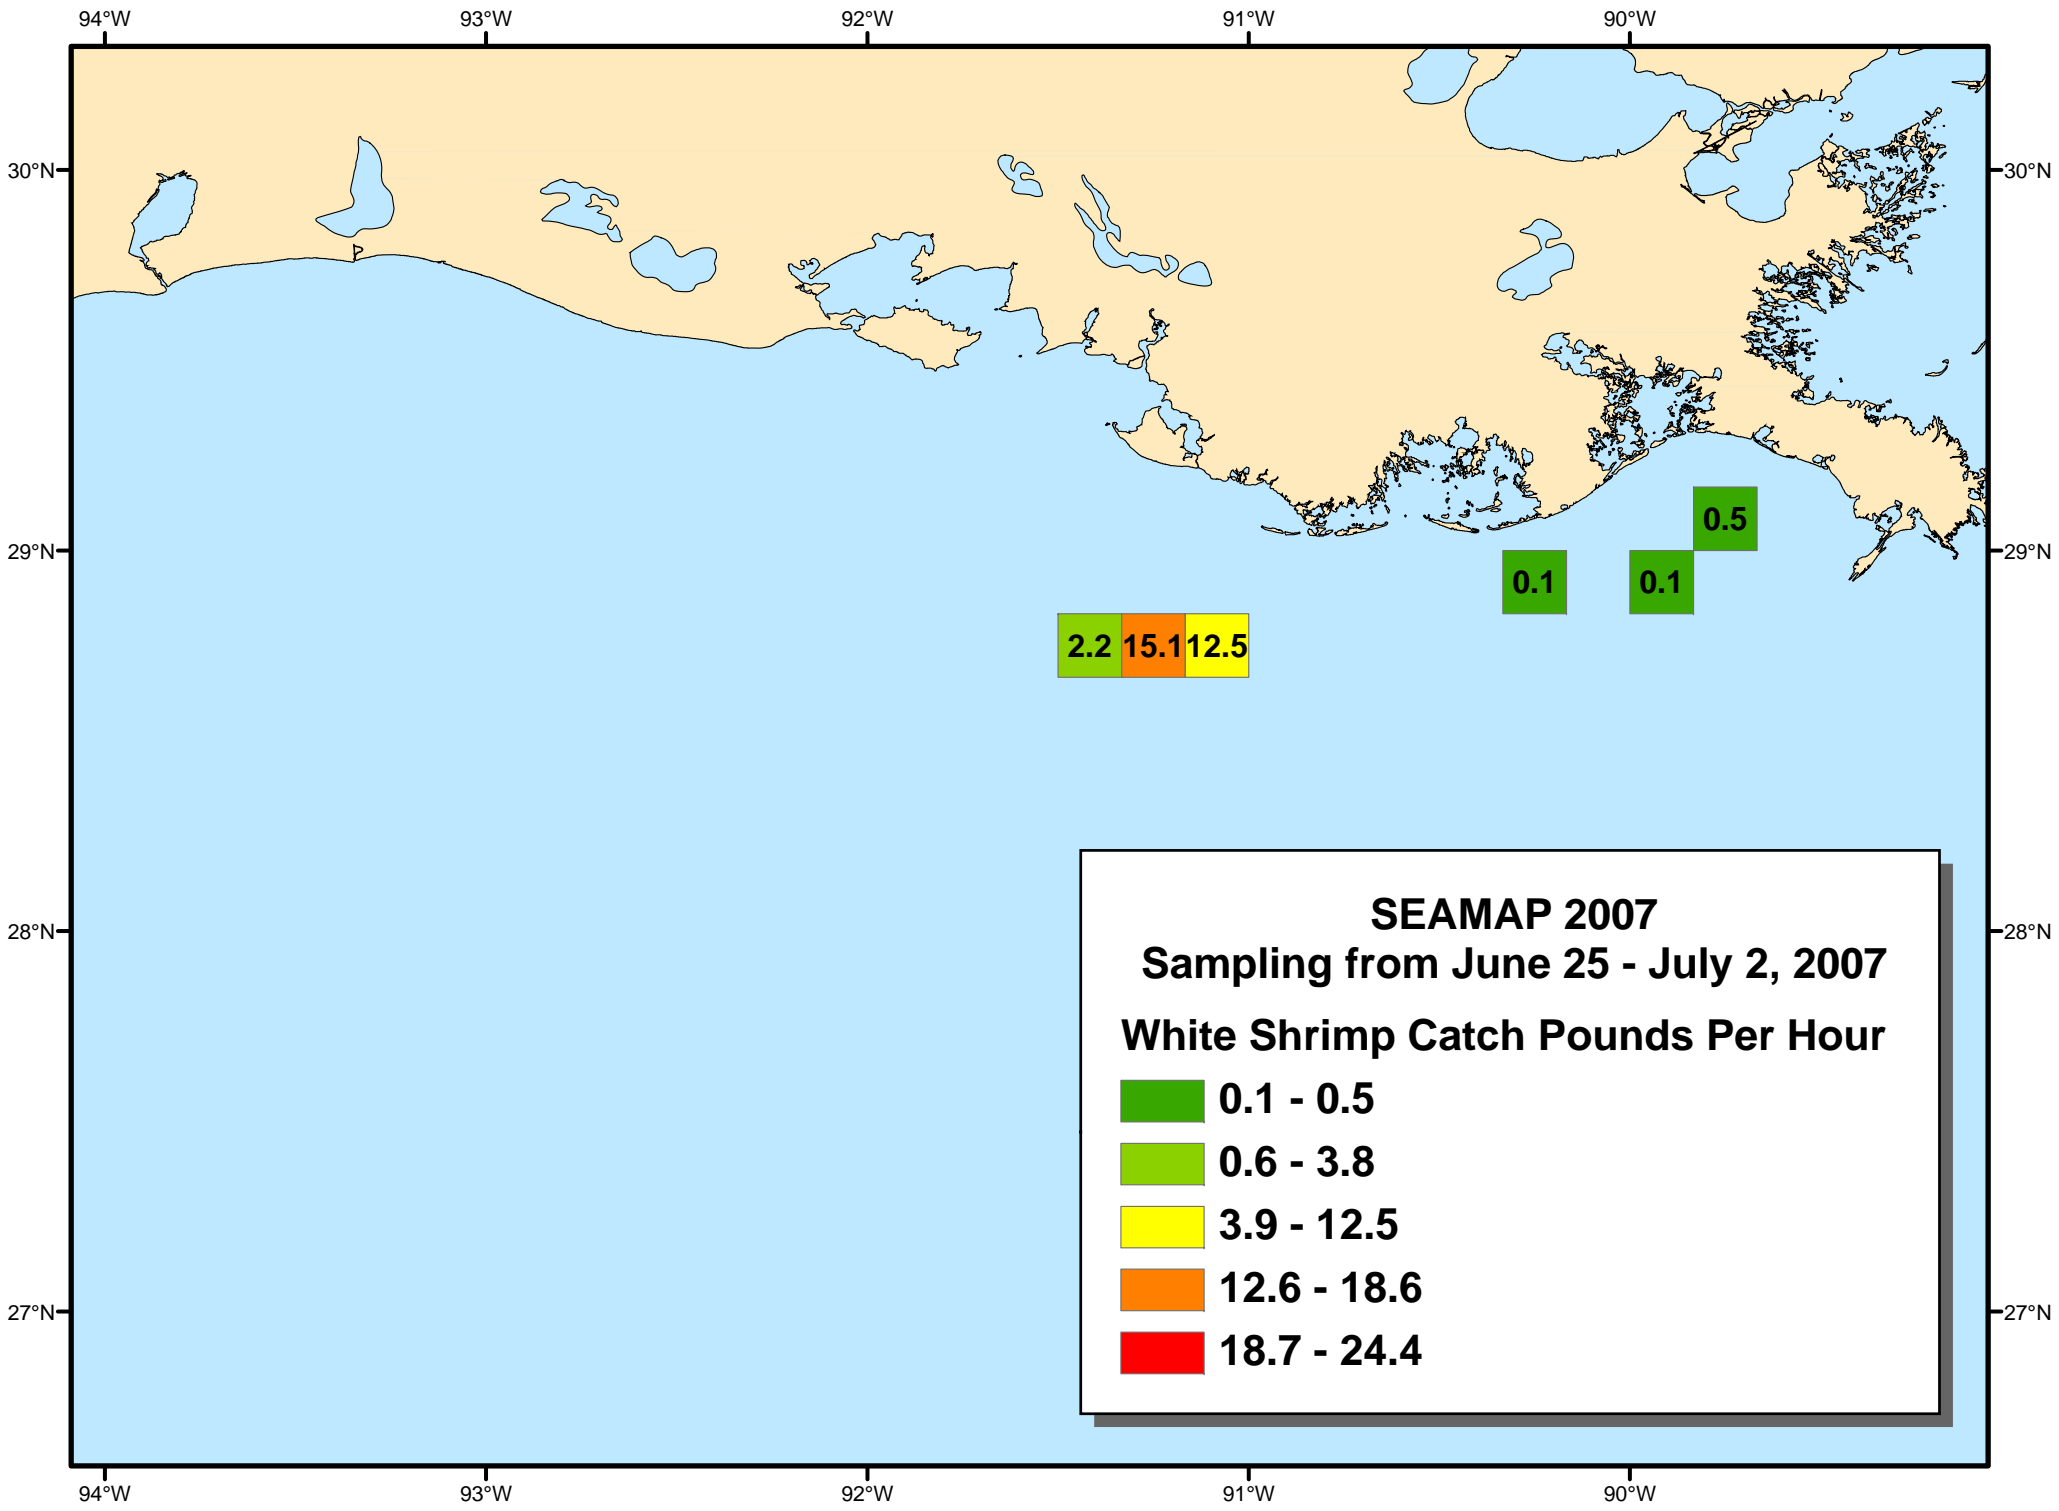 94°W 93°W 92°W 91°W 90°W
30°N 30°N
29°N 29°N
0.5
0.1 0.1
2.2 15.1 12.5
SEAMAP 2007
Sampling from June 25 - July 2, 2007
White Shrimp Catch Pounds Per Hour
0.1 - 0.5
0.6 - 3.8
3.9 - 12.5
12.6 - 18.6
18.7 - 24.4
28°N 28°N
27°N 27°N
94°W 93°W 92°W 91°W 90°W